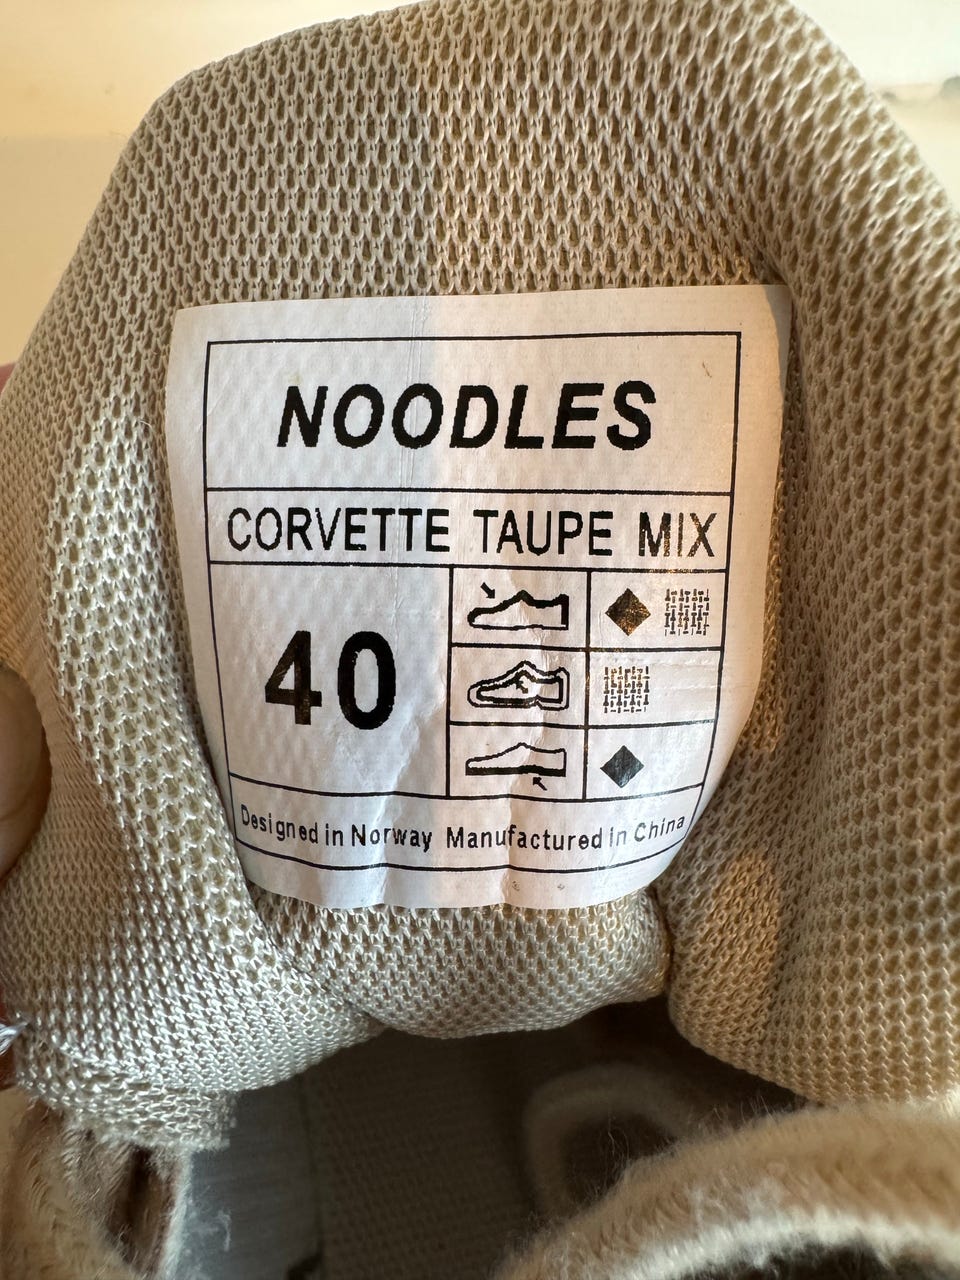 NOODLES
CORVETTE TAUPE MIX
40
Designed in Norway Manufactured in China